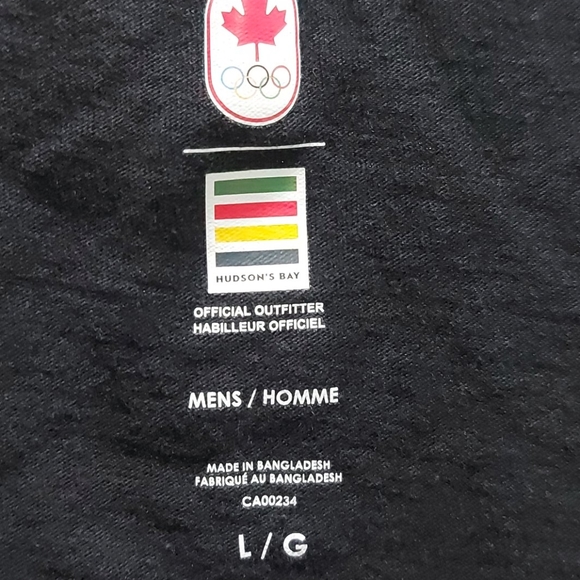 HUDSON'S BAY
OFFICIAL OUTFITTER
HABILLEUR OFFICIEL
MENS / HOMME
MADE IN BANGLADESH
FABRIQUÉ AU BANGLADESH
CA00234
L / G